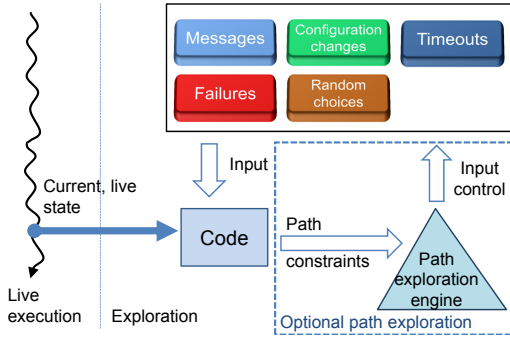 Messages
Configuration
changes
Timeouts
Failures
Random
choices
Input
Input
control
Current, live
state
Code
Path
constraints
Path
exploration
engine
Live
execution
Exploration
Optional path exploration